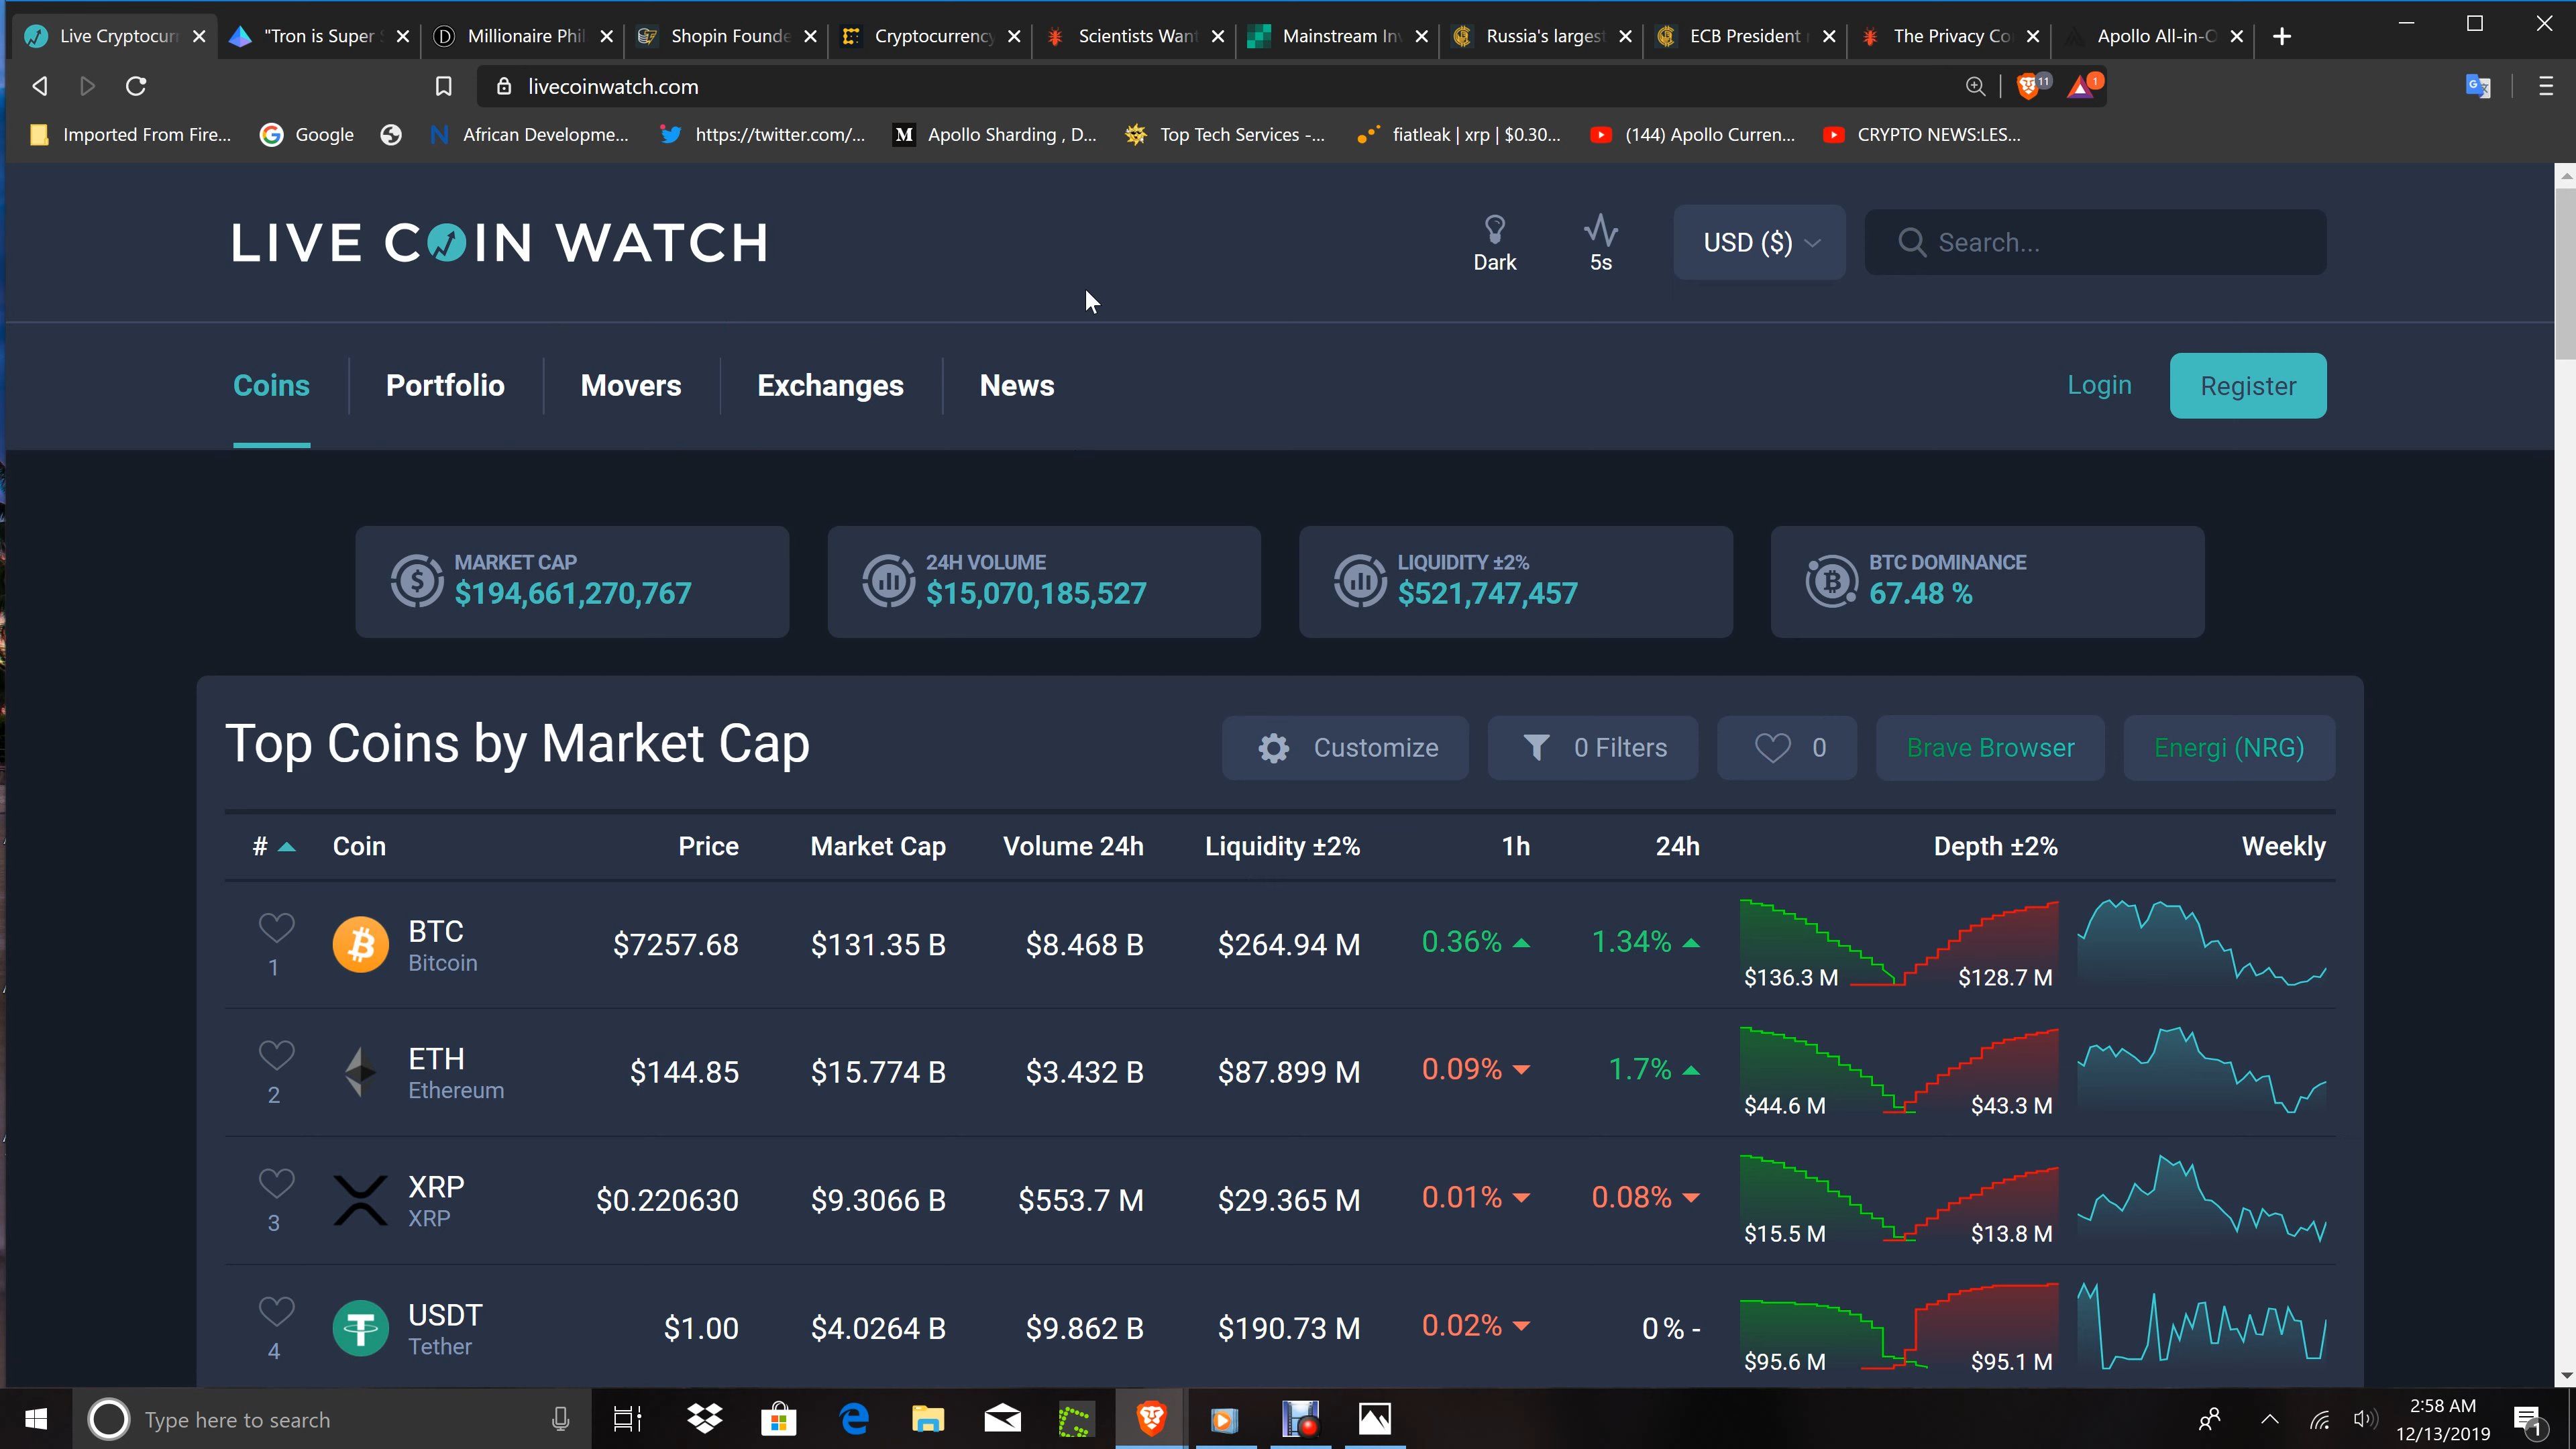 Live Cryptocurr
"Tron is Super
Millionaire Phil
Shopin Founde
Cryptocurrency
Scientists Want
Mainstream Inv
Russia's largest
ECB President
The Privacy Co
Apollo All-in-O
livecoinwatch.com
11
1
Imported From Fire...
Google
African Developme...
https://twitter.com/...
Apollo Sharding , D...
Top Tech Services -...
fiatleak | xrp | $0.30...
(144) Apollo Curren...
CRYPTO NEWS:LES...
LIVE COIN WATCH
Dark
5s
USD ($)
Search...
Coins
Portfolio
Movers
Exchanges
News
Login
Register
MARKET CAP
$194,661,270,767
24H VOLUME
$15,070,185,527
LIQUIDITY ±2%
$521,747,457
BTC DOMINANCE
67.48 %
Top Coins by Market Cap
Customize
0 Filters
0
Brave Browser
Energi (NRG)
# Coin Price Market Cap Volume 24h Liquidity ±2% 1h 24h Depth ±2% Weekly
1 BTC Bitcoin $7257.68 $131.35 B $8.468 B $264.94 M 0.36% 1.34% $136.3 M $128.7 M
2 ETH Ethereum $144.85 $15.774 B $3.432 B $87.899 M 0.09% 1.7% $44.6 M $43.3 M
3 XRP XRP $0.220630 $9.3066 B $553.7 M $29.365 M 0.01% 0.08% $15.5 M $13.8 M
4 USDT Tether $1.00 $4.0264 B $9.862 B $190.73 M 0.02% 0 % - $95.6 M $95.1 M
Type here to search
2:58 AM
12/13/2019
1